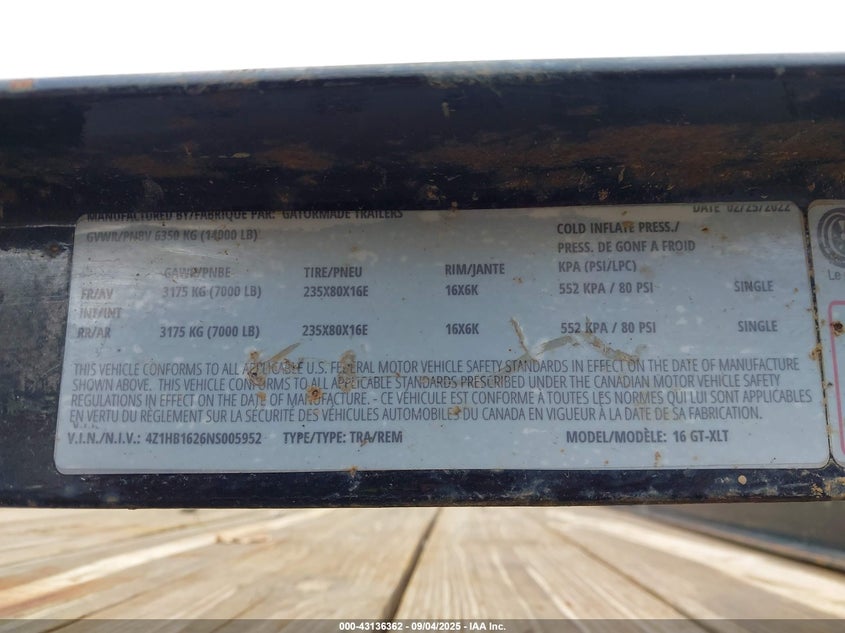 MANUFACTURED BY/FABRIQUE PAR: GATORMADE TRAILERS DATE 02/25/2022
GVWR/PNBV 6350 KG (14000 LB) COLD INFLATE PRESS./
PRESS. DE GONF A FROID
GAWR/PNBE TIRE/PNEU RIM/JANTE KPA (PSI/LPC)
FR/AV 3175 KG (7000 LB) 235X80X16E 16X6K 552 KPA / 80 PSI SINGLE
INT/INT
RR/AR 3175 KG (7000 LB) 235X80X16E 16X6K 552 KPA / 80 PSI SINGLE
THIS VEHICLE CONFORMS TO ALL APPLICABLE U.S. FEDERAL MOTOR VEHICLE SAFETY STANDARDS IN EFFECT ON THE DATE OF MANUFACTURE
SHOWN ABOVE. THIS VEHICLE CONFORMS TO ALL APPLICABLE STANDARDS PRESCRIBED UNDER THE CANADIAN MOTOR VEHICLE SAFETY
REGULATIONS IN EFFECT ON THE DATE OF MANUFACTURE. - CE VÉHICULE EST CONFORME À TOUTES LES NORMES QUI LUI SONT APPLICABLES
EN VERTU DU RÈGLEMENT SUR LA SÉCURITÉ DES VÉHICULES AUTOMOBILES DU CANADA EN VIGUEUR À LA DATE DE SA FABRICATION.
V.I.N./N.I.V.: 4Z1HB1626NS005952 TYPE/TYPE: TRA/REM MODEL/MODÈLE: 16 GT-XLT
Le
000-43136362 - 09/04/2025 - IAA Inc.